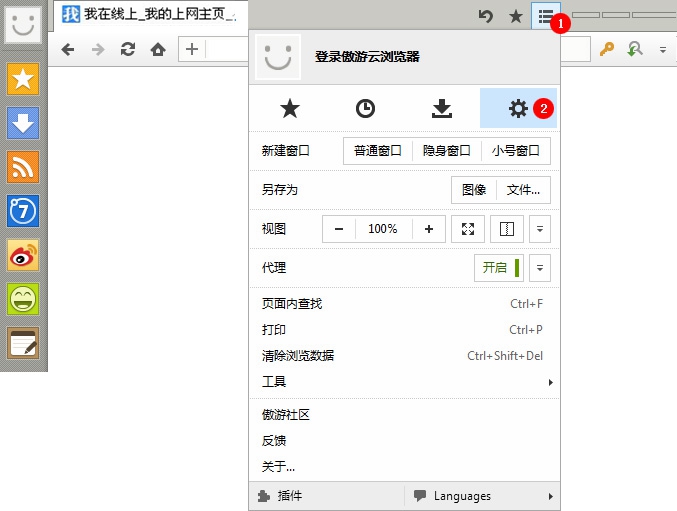 我在线上_我的上网主页_
1
登录傲游云浏览器
2
新建窗口 普通窗口 隐身窗口 小号窗口
另存为 图像 文件...
视图 − 100% +
代理 开启
页面内查找 Ctrl+F
打印 Ctrl+P
清除浏览数据 Ctrl+Shift+Del
工具
傲游社区
反馈
关于...
插件 Languages
我
7